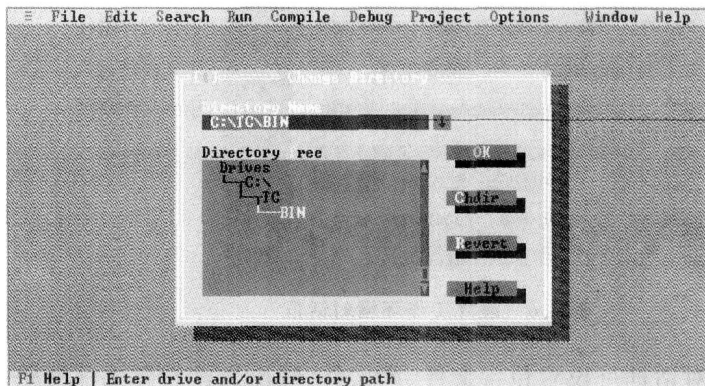 ≡ File Edit Search Run Compile Debug Project Options Window Help
Change Directory
Directory Name
C:\TC\BIN
Directory ree
OK
Drives
C:\
TC
Chdir
BIN
Revert
Help
F1 Help | Enter drive and/or directory path